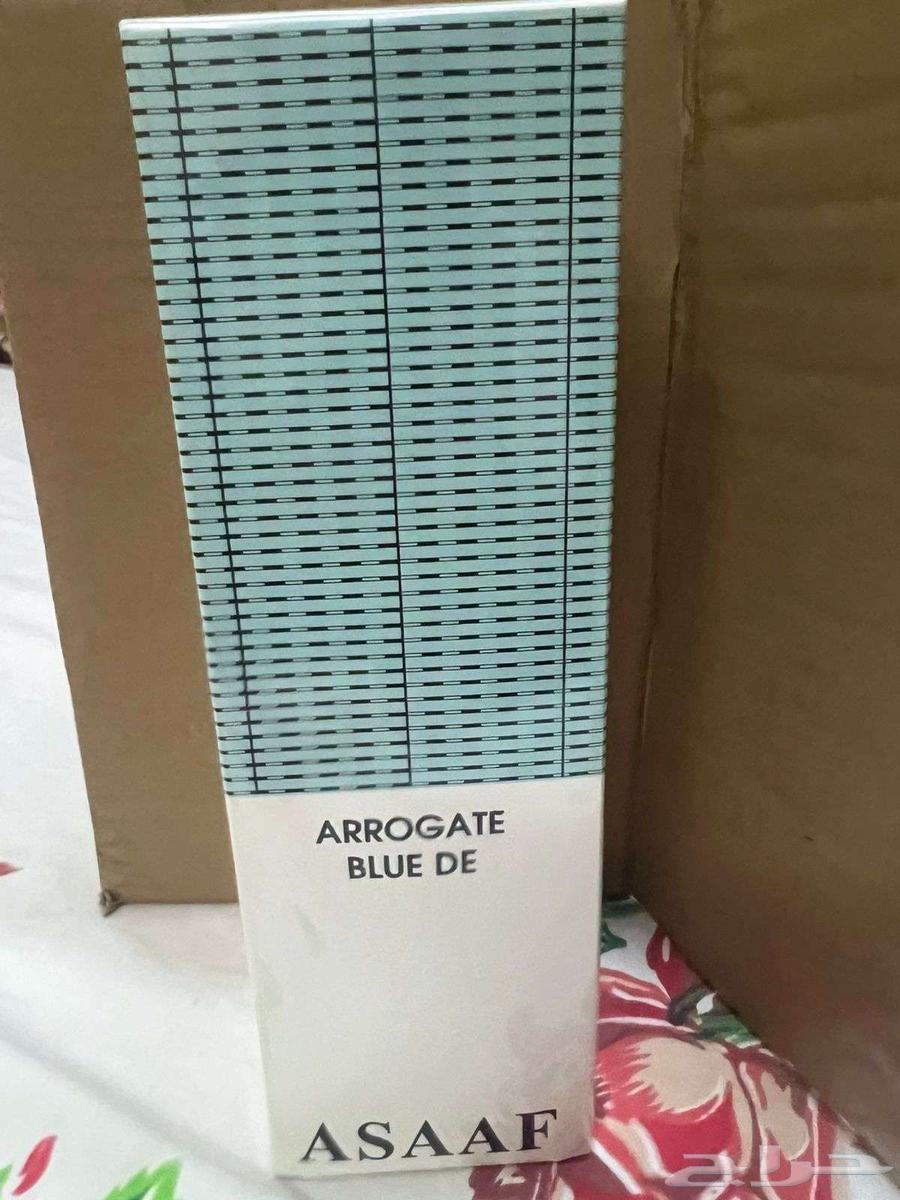 ARROGATE
BLUE DE
ASAAF
حراج